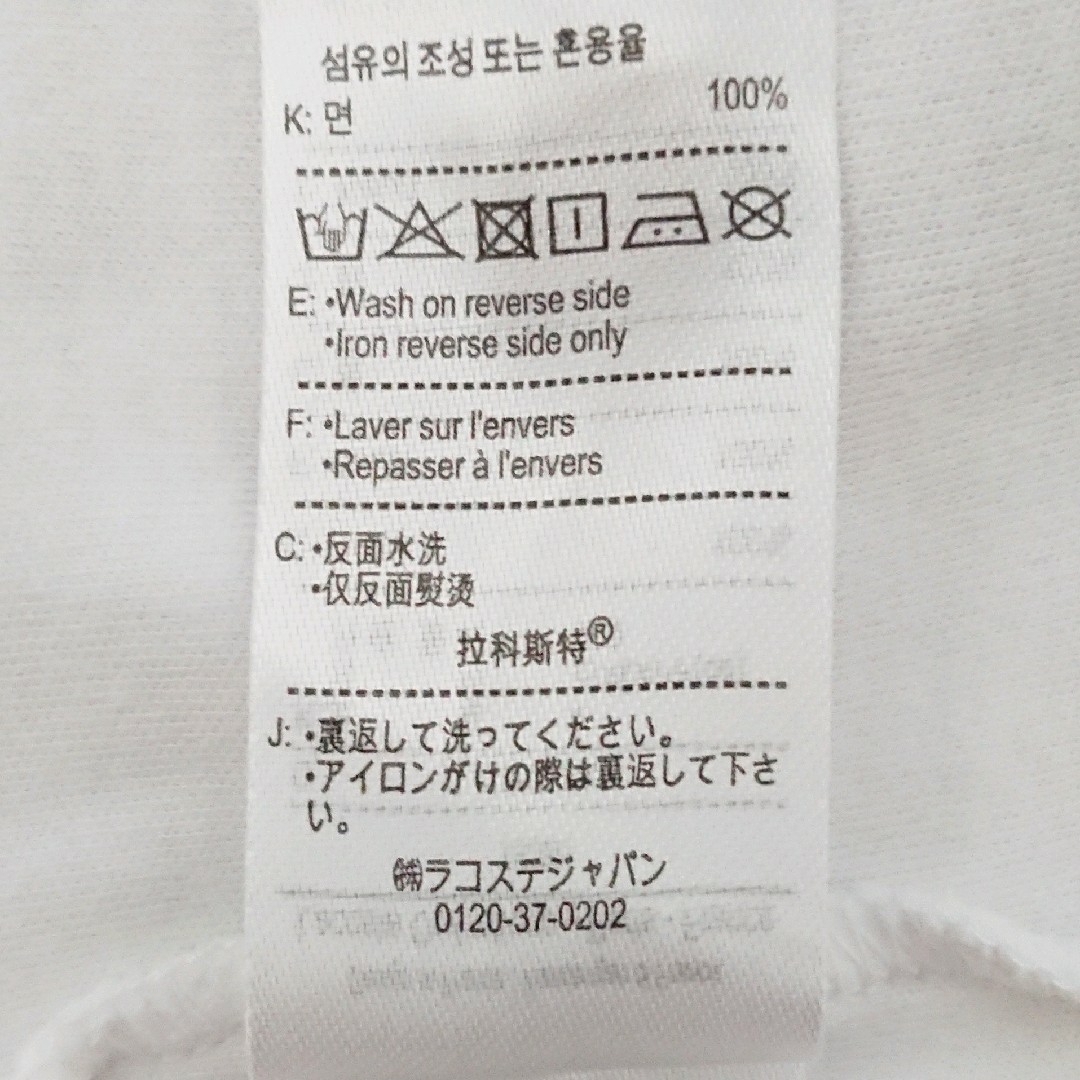 섬유의 조성 또는 혼용율
K: 면 100%
E: •Wash on reverse side
•Iron reverse side only
F: •Laver sur l'envers
•Repasser à l'envers
C: •反面水洗
•仅反面熨烫
拉科斯特®
J: •裏返して洗ってください。
•アイロンがけの際は裏返して下さ
い。
㈱ラコステジャパン
0120-37-0202